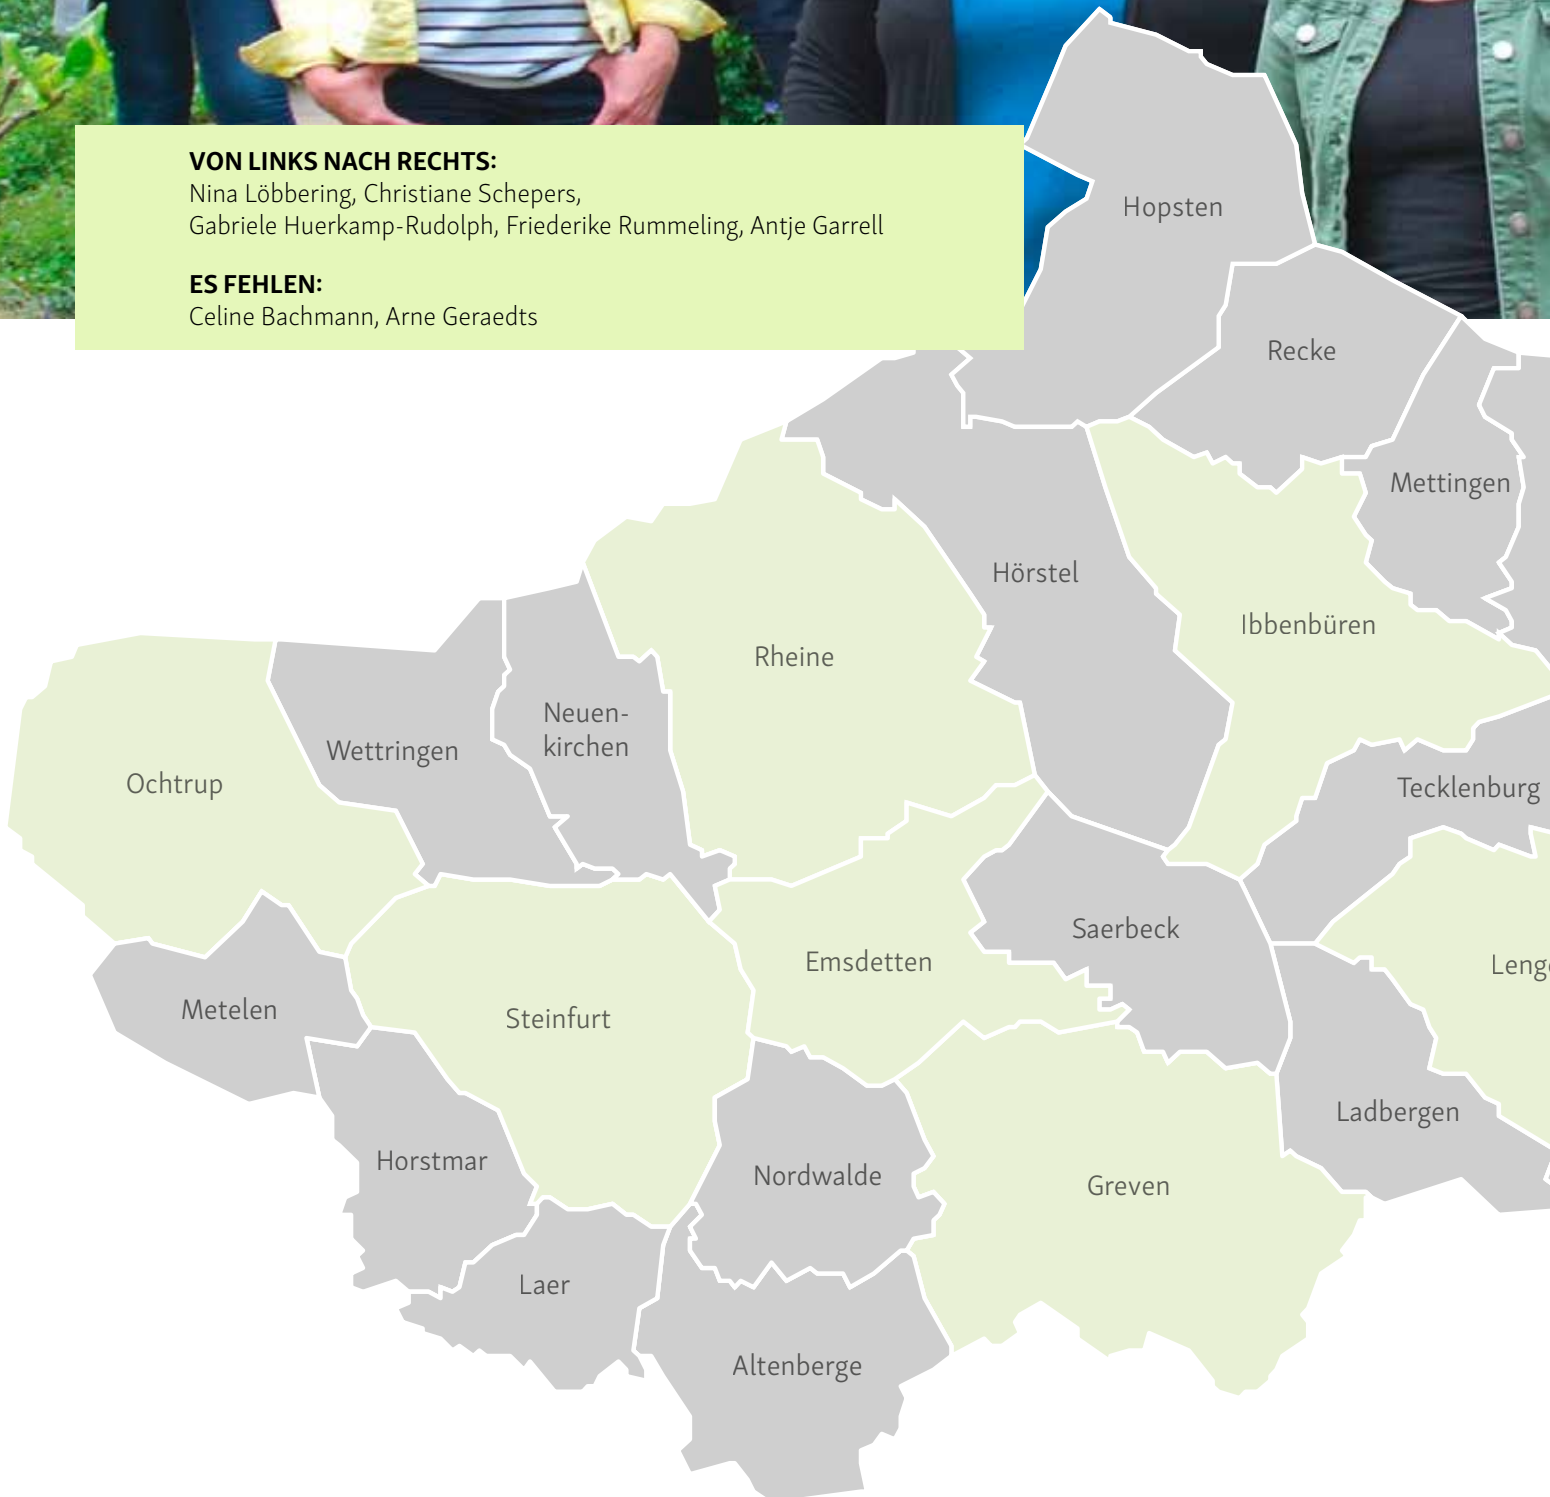 VON LINKS NACH RECHTS:
Nina Löbbering, Christiane Schepers,
Gabriele Huerkamp-Rudolph, Friederike Rummeling, Antje Garrell
ES FEHLEN:
Celine Bachmann, Arne Geraedts
Hopsten
Recke
Mettingen
Hörstel
Ibbenbüren
Rheine
Neuen-
kirchen
Wettringen
Ochtrup
Tecklenburg
Saerbeck
Emsdetten
Leng
Metelen
Steinfurt
Ladbergen
Horstmar
Nordwalde
Greven
Laer
Altenberge